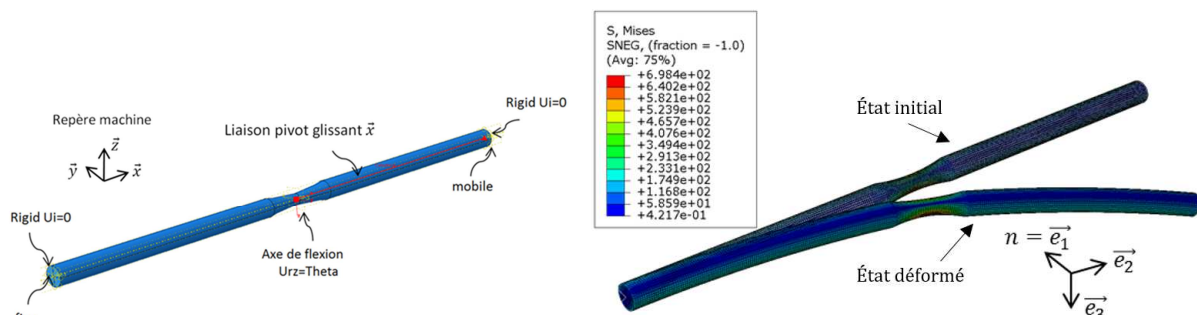 Repère machine
z
y
x
Liaison pivot glissant x
Rigid Ui=0
mobile
Rigid Ui=0
Axe de flexion
Urz=Theta
S, Mises
SNEG, (fraction = -1.0)
(Avg: 75%)
+6.984e+02
+6.402e+02
+5.821e+02
+5.239e+02
+4.657e+02
+4.076e+02
+3.494e+02
+2.913e+02
+2.331e+02
+1.749e+02
+1.168e+02
+5.859e+01
+4.217e-01
État initial
État déformé
n = e₁
e₂
e₃